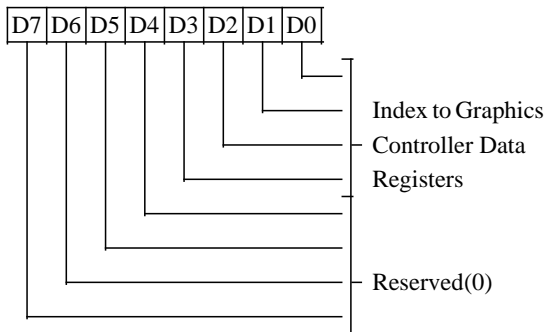 D7 D6 D5 D4 D3 D2 D1 D0
Index to Graphics
Controller Data
Registers
Reserved(0)